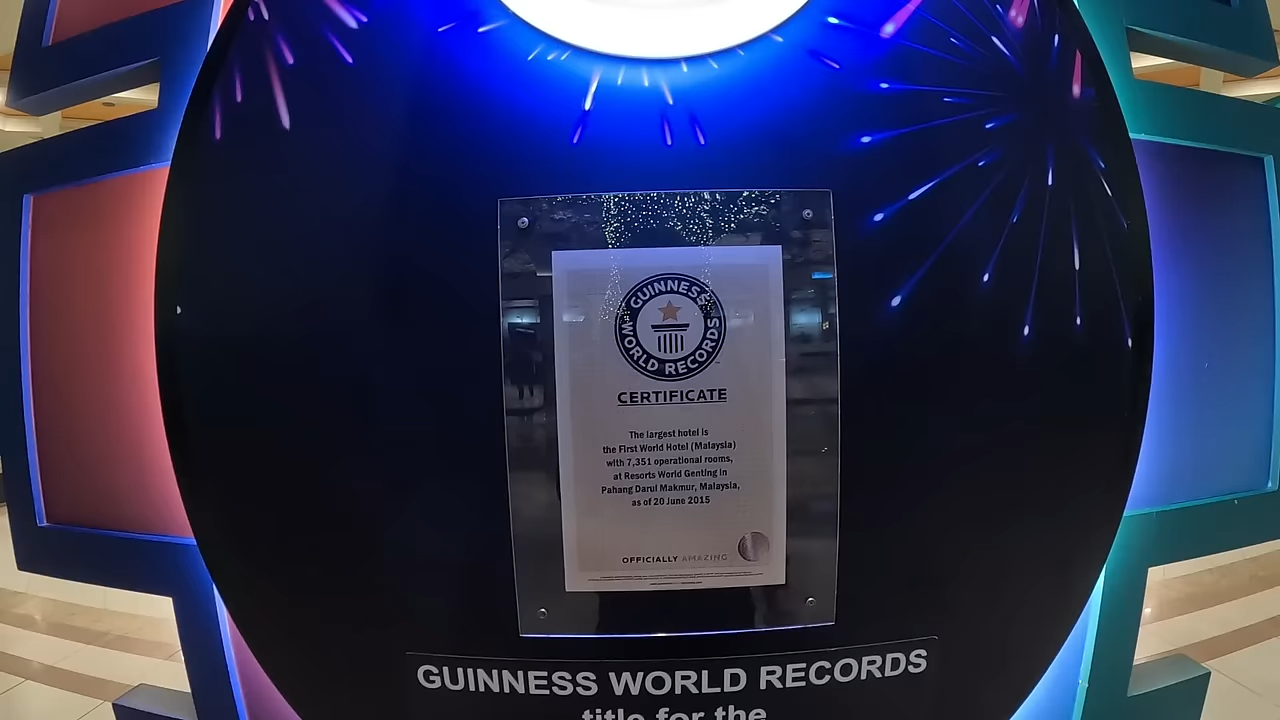 GUINNESS
WORLD RECORDS
CERTIFICATE
The largest hotel is
the First World Hotel (Malaysia)
with 7,351 operational rooms,
at Resorts World Genting in
Pahang Darul Makmur, Malaysia,
as of 20 June 2015
OFFICIALLY AMAZING
GUINNESS WORLD RECORDS
title for the